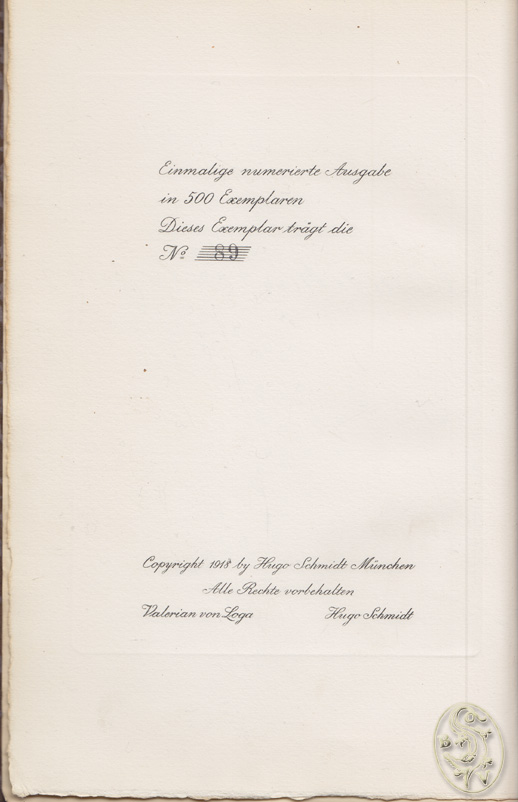 Einmalige numerierte Ausgabe
in 500 Exemplaren
Dieses Exemplar trägt die
Nº 89
Copyright 1918 by Hugo Schmidt München
Alle Rechte vorbehalten
Valerian von Loga Hugo Schmidt